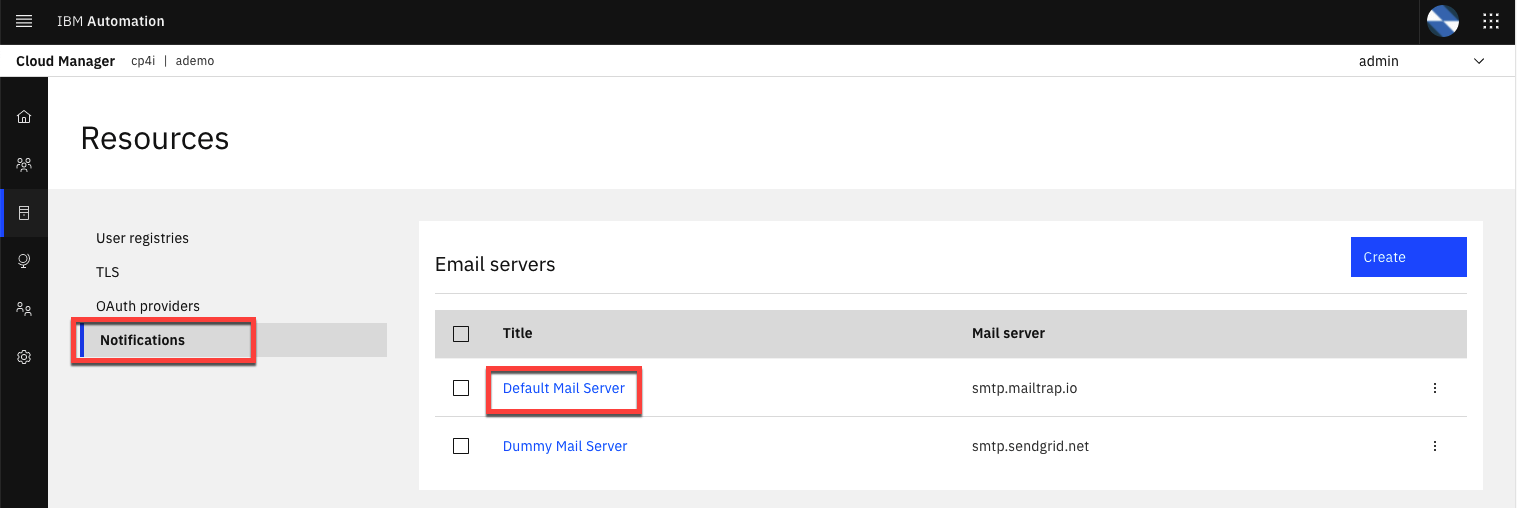 IBM Automation
Cloud Manager cp4i | ademo admin
Resources
User registries
TLS
OAuth providers
Notifications
Email servers
Create
Title Mail server
Default Mail Server smtp.mailtrap.io
Dummy Mail Server smtp.sendgrid.net